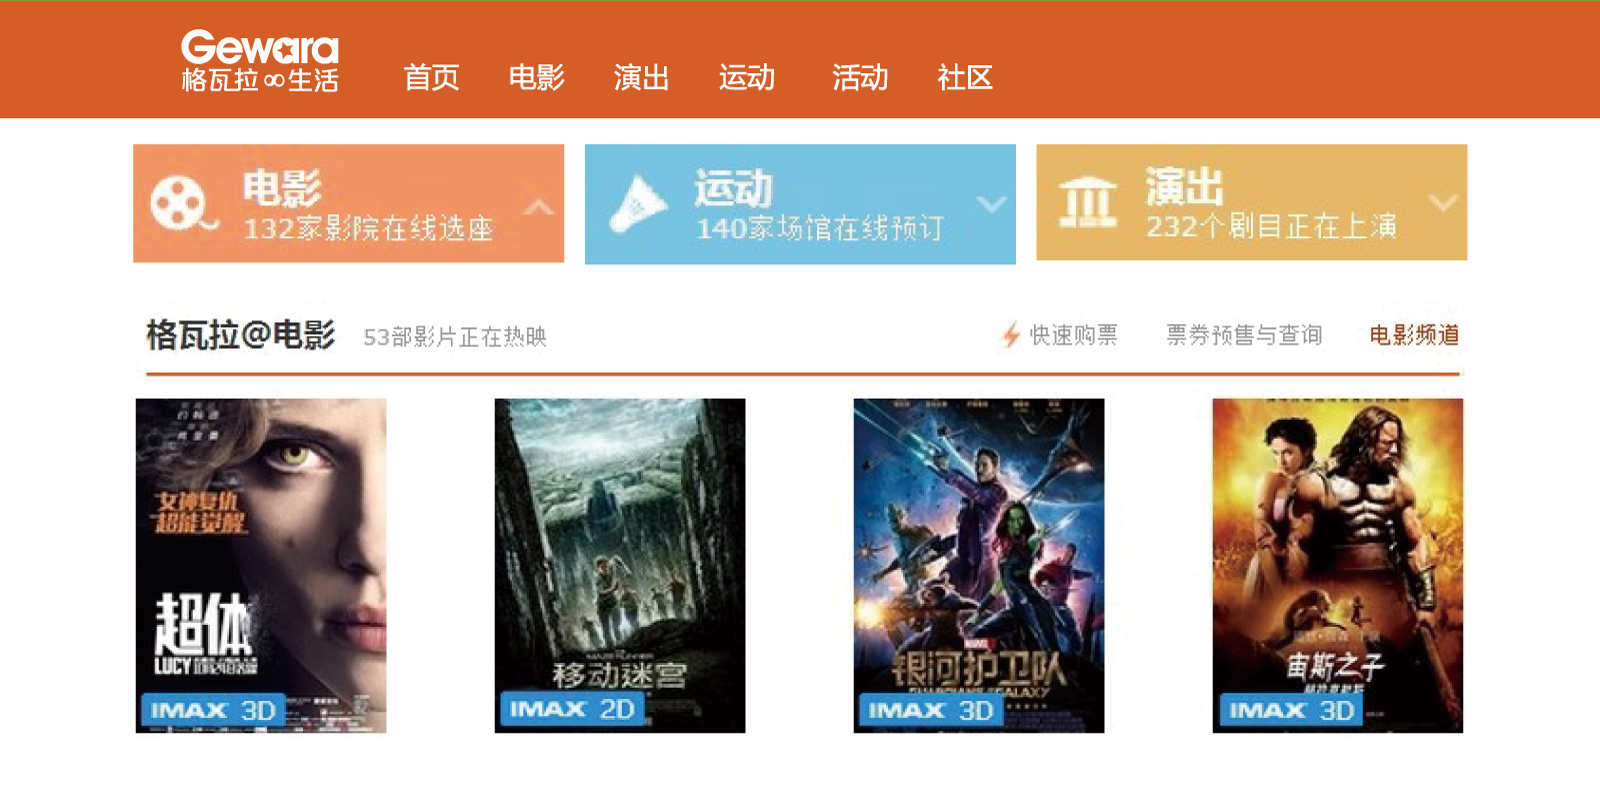 Gewara
格瓦拉∞生活
首页 电影 演出 运动 活动 社区
电影
132家影院在线选座
运动
140家场馆在线预订
演出
232个剧目正在上演
格瓦拉@电影 53部影片正在热映 快速购票 票券预售与查询 电影频道
女神复仇
超能觉醒
超体
LUCY
IMAX 3D
移动迷宫
IMAX 2D
MARVEL
银河护卫队
GUARDIANS OF THE GALAXY
IMAX 3D
宙斯之子
IMAX 3D